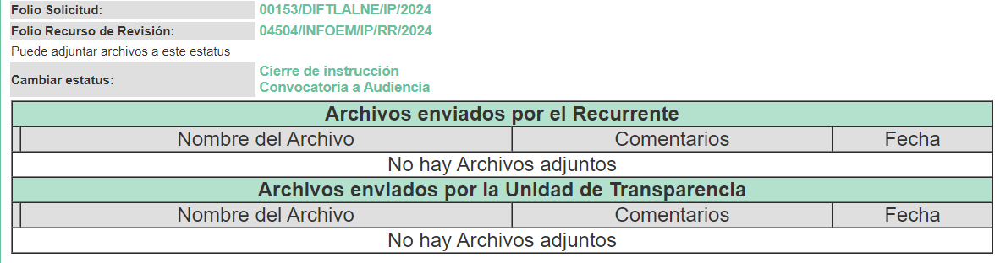 Folio Solicitud: 00153/DIFTLALNE/IP/2024
Folio Recurso de Revisión: 04504/INFOEM/IP/RR/2024
Puede adjuntar archivos a este estatus
Cambiar estatus: Cierre de instrucción
Convocatoria a Audiencia
Archivos enviados por el Recurrente
Nombre del Archivo Comentarios Fecha
No hay Archivos adjuntos
Archivos enviados por la Unidad de Transparencia
Nombre del Archivo Comentarios Fecha
No hay Archivos adjuntos